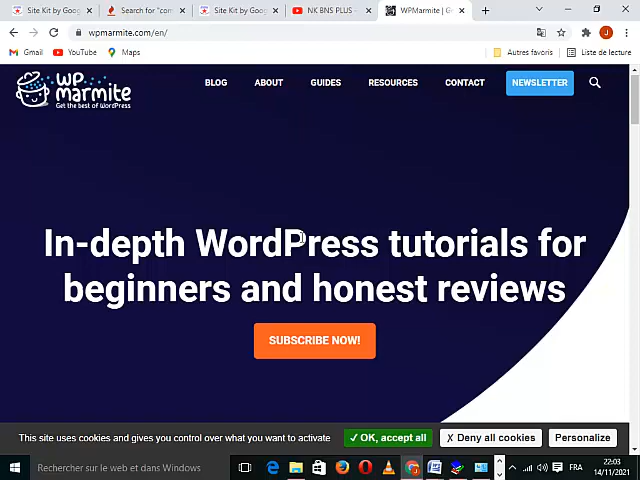 Site Kit by Goog
Search for "com
Site Kit by Goog
NK BNS PLUS -
WPMarmite | G
wpmarmite.com/en/
J
Gmail
YouTube
Maps
Autres favoris
Liste de lecture
WP
marmite
Get the best of WordPress
BLOG
ABOUT
GUIDES
RESOURCES
CONTACT
NEWSLETTER
In-depth WordPress tutorials for
beginners and honest reviews
SUBSCRIBE NOW!
This site uses cookies and gives you control over what you want to activate
✓ OK, accept all
✗ Deny all cookies
Personalize
Rechercher sur le web et dans Windows
FRA
22:03
14/11/2021